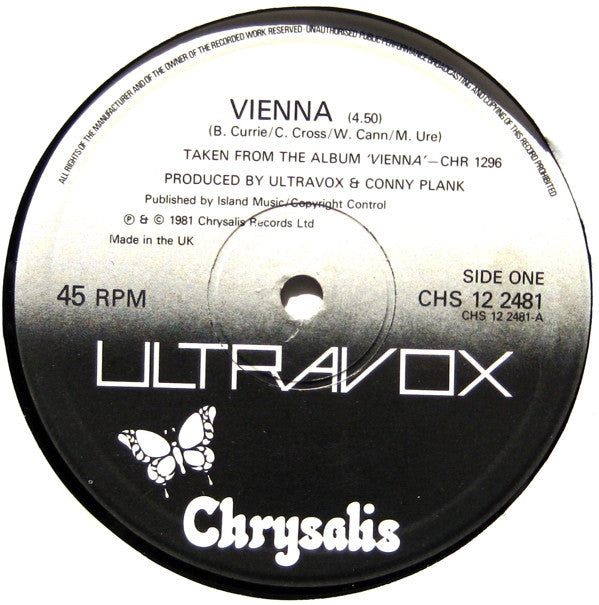 ALL RIGHTS OF THE MANUFACTURER AND OF THE OWNER OF THE RECORDED WORK RESERVED · UNAUTHORISED PUBLIC PERFORMANCE BROADCASTING AND COPYING OF THIS RECORD PROHIBITED
VIENNA (4.50)
(B. Currie/C. Cross/W. Cann/M. Ure)
TAKEN FROM THE ALBUM 'VIENNA'—CHR 1296
PRODUCED BY ULTRAVOX & CONNY PLANK
Published by Island Music/Copyright Control
℗ & © 1981 Chrysalis Records Ltd
Made in the UK
45 RPM
SIDE ONE
CHS 12 2481
CHS 12 2481-A
ULTRAVOX
Chrysalis